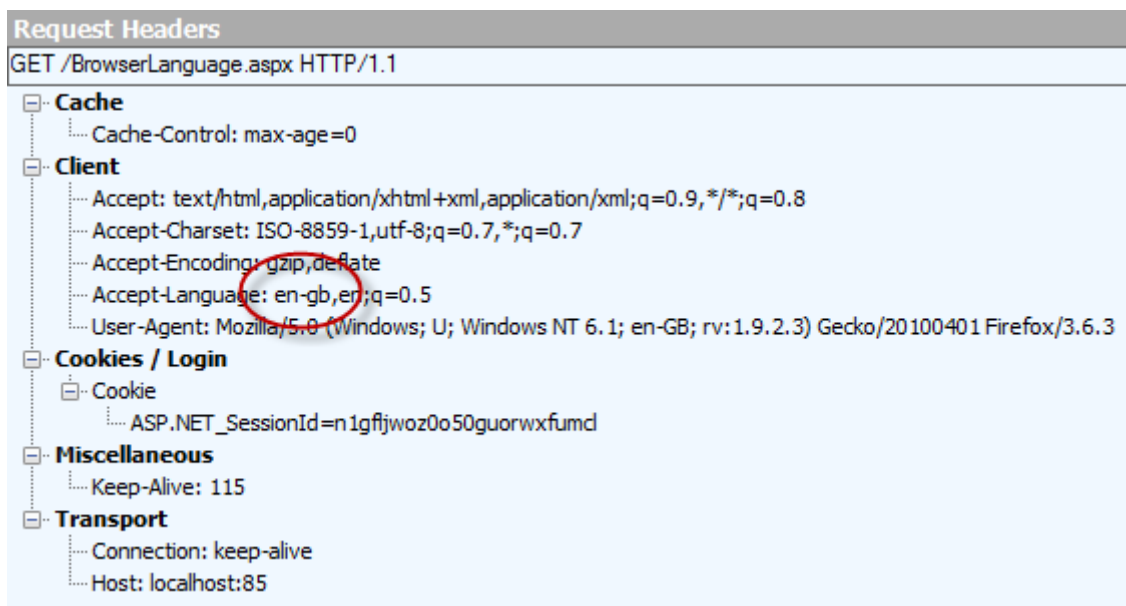 Request Headers
GET /BrowserLanguage.aspx HTTP/1.1
Cache
Cache-Control: max-age=0
Client
Accept: text/html,application/xhtml+xml,application/xml;q=0.9,*/*;q=0.8
Accept-Charset: ISO-8859-1,utf-8;q=0.7,*;q=0.7
Accept-Encoding: gzip,deflate
Accept-Language: en-gb,en;q=0.5
User-Agent: Mozilla/5.0 (Windows; U; Windows NT 6.1; en-GB; rv:1.9.2.3) Gecko/20100401 Firefox/3.6.3
Cookies / Login
Cookie
ASP.NET_SessionId=n1gfljwoz0o50guorwxfumcl
Miscellaneous
Keep-Alive: 115
Transport
Connection: keep-alive
Host: localhost:85